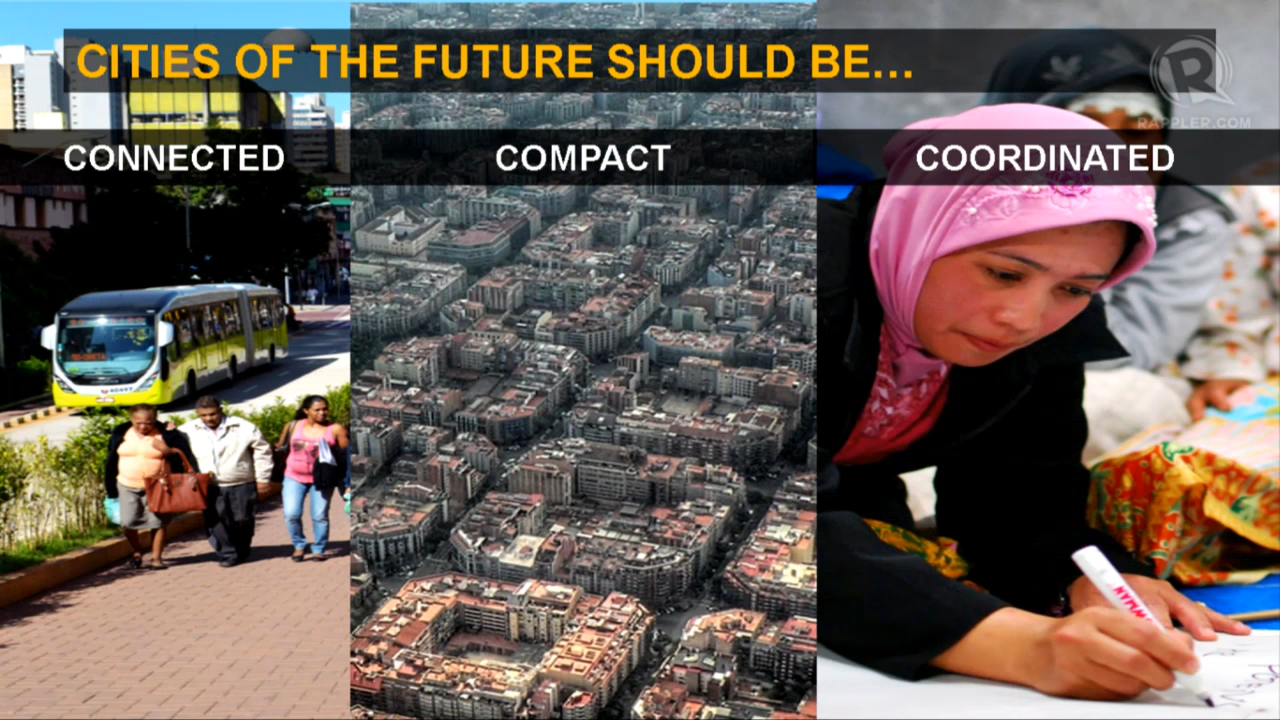 CITIES OF THE FUTURE SHOULD BE...
R
RAPPLER.COM
CONNECTED
COMPACT
COORDINATED